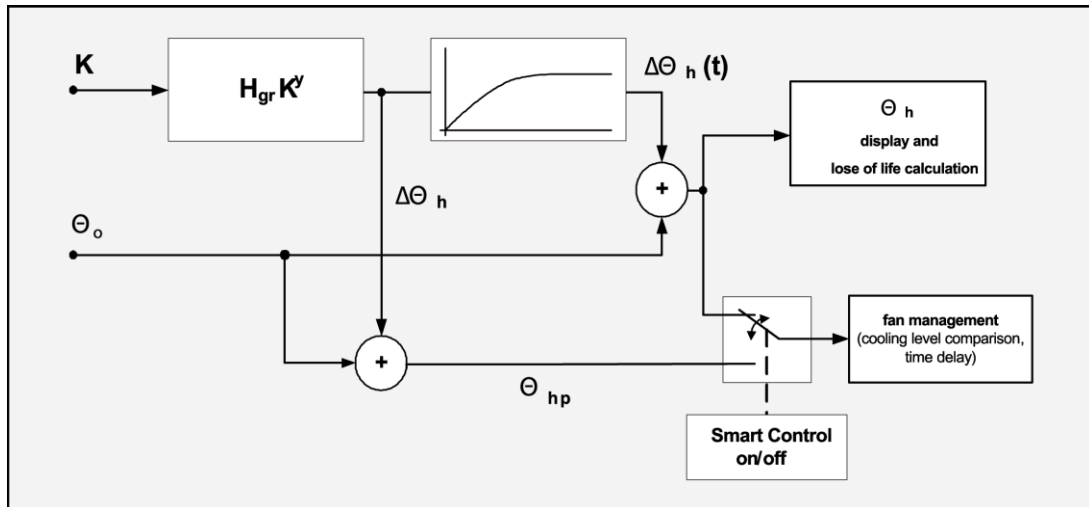 K
H_gr K^y
ΔΘ_h (t)
Θ_h
display and
lose of life calculation
+
ΔΘ_h
Θ_o
fan management
(cooling level comparison,
time delay)
+
Θ_hp
Smart Control
on/off